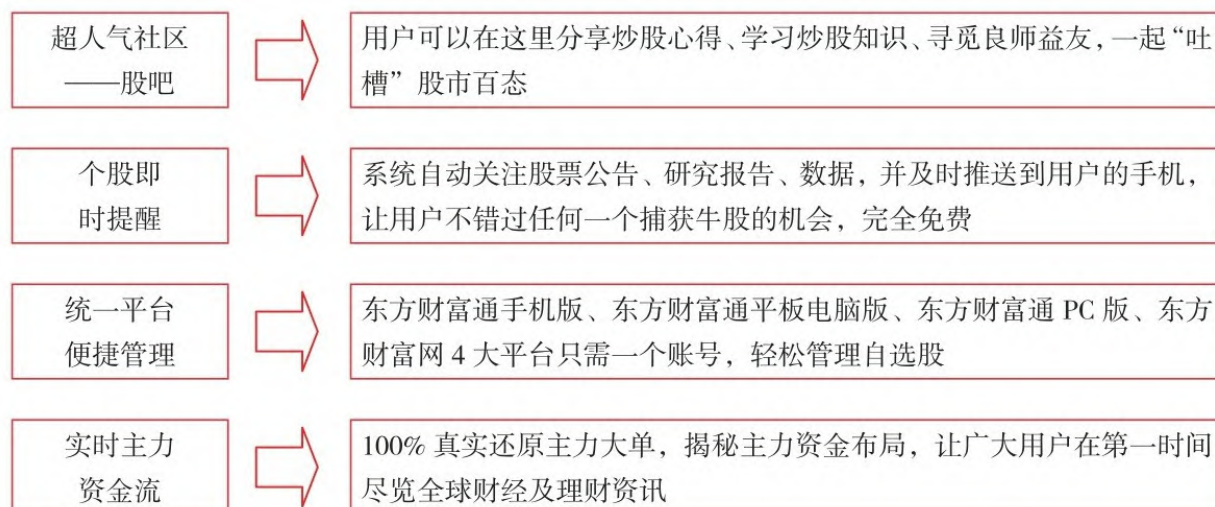 超人气社区
——股吧
用户可以在这里分享炒股心得、学习炒股知识、寻觅良师益友，一起“吐
槽”股市百态
个股即
时提醒
系统自动关注股票公告、研究报告、数据，并及时推送到用户的手机，
让用户不错过任何一个捕获牛股的机会，完全免费
统一平台
便捷管理
东方财富通手机版、东方财富通平板电脑版、东方财富通 PC 版、东方
财富网 4 大平台只需一个账号，轻松管理自选股
实时主力
资金流
100% 真实还原主力大单，揭秘主力资金布局，让广大用户在第一时间
尽览全球财经及理财资讯